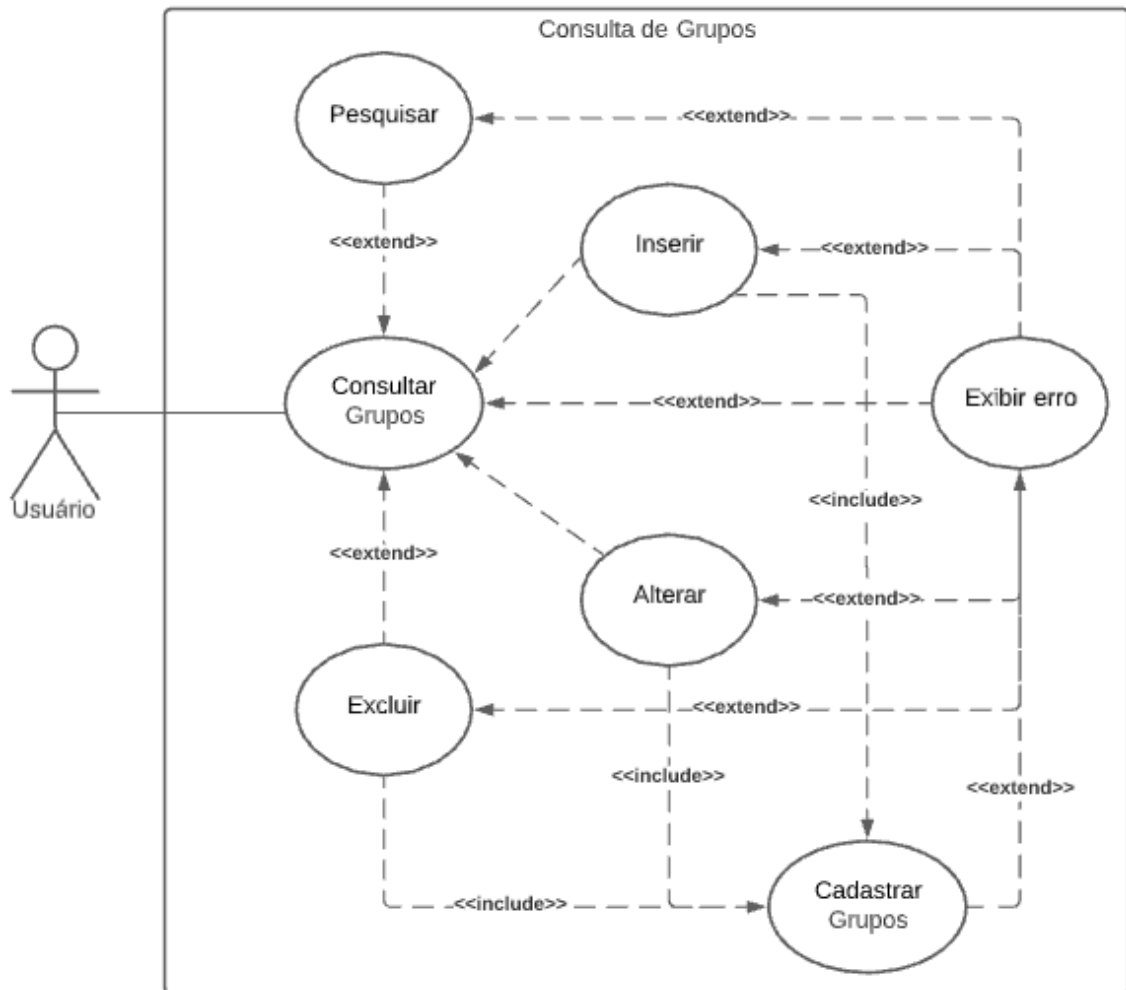 Consulta de Grupos
Pesquisar
<<extend>>
<<extend>>
Inserir
<<extend>>
Consultar
Grupos
<<extend>>
Exibir erro
Usuário
<<include>>
<<extend>>
Alterar
<<extend>>
Excluir
<<extend>>
<<include>>
<<extend>>
<<include>>
Cadastrar
Grupos